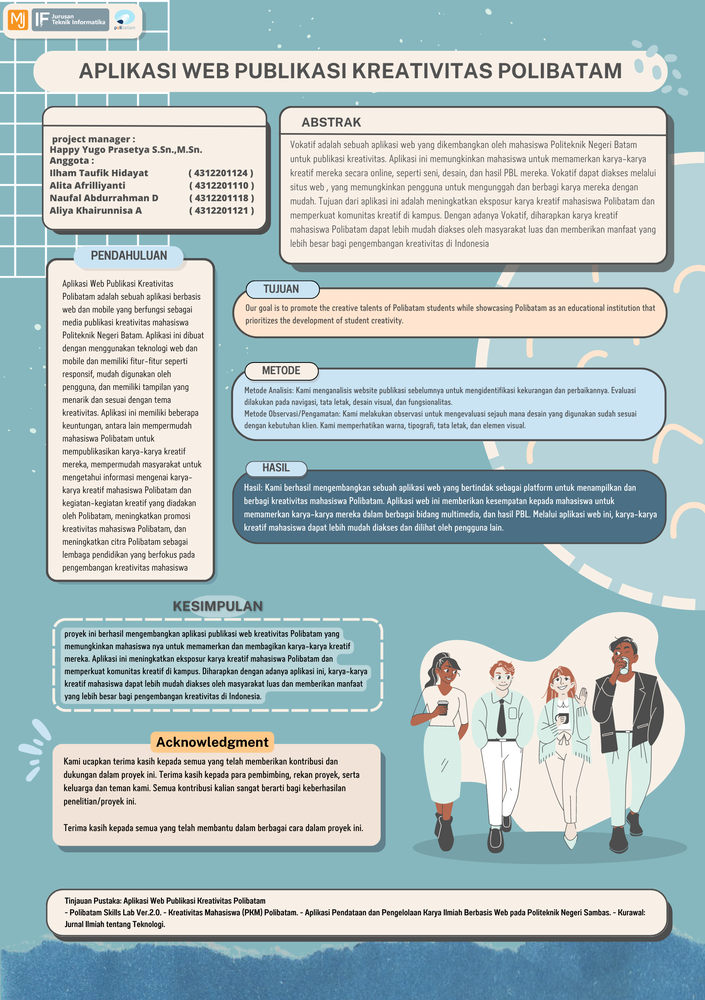 MJ
IF Jurusan
Teknik Informatika
polibatam
APLIKASI WEB PUBLIKASI KREATIVITAS POLIBATAM
project manager :
Happy Yugo Prasetya S.Sn.,M.Sn.
Anggota :
Ilham Taufik Hidayat ( 4312201124 )
Alita Afrilliyanti ( 4312201110 )
Naufal Abdurrahman D ( 4312201118 )
Aliya Khairunnisa A ( 4312201121 )
ABSTRAK
Vokatif adalah sebuah aplikasi web yang dikembangkan oleh mahasiswa Politeknik Negeri Batam
untuk publikasi kreativitas. Aplikasi ini memungkinkan mahasiswa untuk memamerkan karya-karya
kreatif mereka secara online, seperti seni, desain, dan hasil PBL mereka. Vokatif dapat diakses melalui
situs web , yang memungkinkan pengguna untuk mengunggah dan berbagi karya mereka dengan
mudah. Tujuan dari aplikasi ini adalah meningkatkan eksposur karya kreatif mahasiswa Polibatam dan
memperkuat komunitas kreatif di kampus. Dengan adanya Vokatif, diharapkan karya kreatif
mahasiswa Polibatam dapat lebih mudah diakses oleh masyarakat luas dan memberikan manfaat yang
lebih besar bagi pengembangan kreativitas di Indonesia
PENDAHULUAN
Aplikasi Web Publikasi Kreativitas
Polibatam adalah sebuah aplikasi berbasis
web dan mobile yang berfungsi sebagai
media publikasi kreativitas mahasiswa
Politeknik Negeri Batam. Aplikasi ini dibuat
dengan menggunakan teknologi web dan
mobile dan memiliki fitur-fitur seperti
responsif, mudah digunakan oleh
pengguna, dan memiliki tampilan yang
menarik dan sesuai dengan tema
kreativitas. Aplikasi ini memiliki beberapa
keuntungan, antara lain mempermudah
mahasiswa Polibatam untuk
mempublikasikan karya-karya kreatif
mereka, mempermudah masyarakat untuk
mengetahui informasi mengenai karya-
karya kreatif mahasiswa Polibatam dan
kegiatan-kegiatan kreatif yang diadakan
oleh Polibatam, meningkatkan promosi
kreativitas mahasiswa Polibatam, dan
meningkatkan citra Polibatam sebagai
lembaga pendidikan yang berfokus pada
pengembangan kreativitas mahasiswa
TUJUAN
Our goal is to promote the creative talents of Polibatam students while showcasing Polibatam as an educational institution that
prioritizes the development of student creativity.
METODE
Metode Analisis: Kami menganalisis website publikasi sebelumnya untuk mengidentifikasi kekurangan dan perbaikannya. Evaluasi
dilakukan pada navigasi, tata letak, desain visual, dan fungsionalitas.
Metode Observasi/Pengamatan: Kami melakukan observasi untuk mengevaluasi sejauh mana desain yang digunakan sudah sesuai
dengan kebutuhan klien. Kami memperhatikan warna, tipografi, tata letak, dan elemen visual.
HASIL
Hasil: Kami berhasil mengembangkan sebuah aplikasi web yang bertindak sebagai platform untuk menampilkan dan
berbagi kreativitas mahasiswa Polibatam. Aplikasi web ini memberikan kesempatan kepada mahasiswa untuk
memamerkan karya-karya mereka dalam berbagai bidang multimedia, dan hasil PBL. Melalui aplikasi web ini, karya-karya
kreatif mahasiswa dapat lebih mudah diakses dan dilihat oleh pengguna lain.
KESIMPULAN
proyek ini berhasil mengembangkan aplikasi publikasi web kreativitas Polibatam yang
memungkinkan mahasiswa nya untuk memamerkan dan membagikan karya-karya kreatif
mereka. Aplikasi ini meningkatkan eksposur karya kreatif mahasiswa Polibatam dan
memperkuat komunitas kreatif di kampus. Diharapkan dengan adanya aplikasi ini, karya-karya
kreatif mahasiswa dapat lebih mudah diakses oleh masyarakat luas dan memberikan manfaat
yang lebih besar bagi pengembangan kreativitas di Indonesia.
Acknowledgment
Kami ucapkan terima kasih kepada semua yang telah memberikan kontribusi dan
dukungan dalam proyek ini. Terima kasih kepada para pembimbing, rekan proyek, serta
keluarga dan teman kami. Semua kontribusi kalian sangat berarti bagi keberhasilan
penelitian/proyek ini.
Terima kasih kepada semua yang telah membantu dalam berbagai cara dalam proyek ini.
Tinjauan Pustaka: Aplikasi Web Publikasi Kreativitas Polibatam
- Polibatam Skills Lab Ver.2.0. - Kreativitas Mahasiswa (PKM) Polibatam. - Aplikasi Pendataan dan Pengelolaan Karya Ilmiah Berbasis Web pada Politeknik Negeri Sambas. - Kurawal:
Jurnal Ilmiah tentang Teknologi.